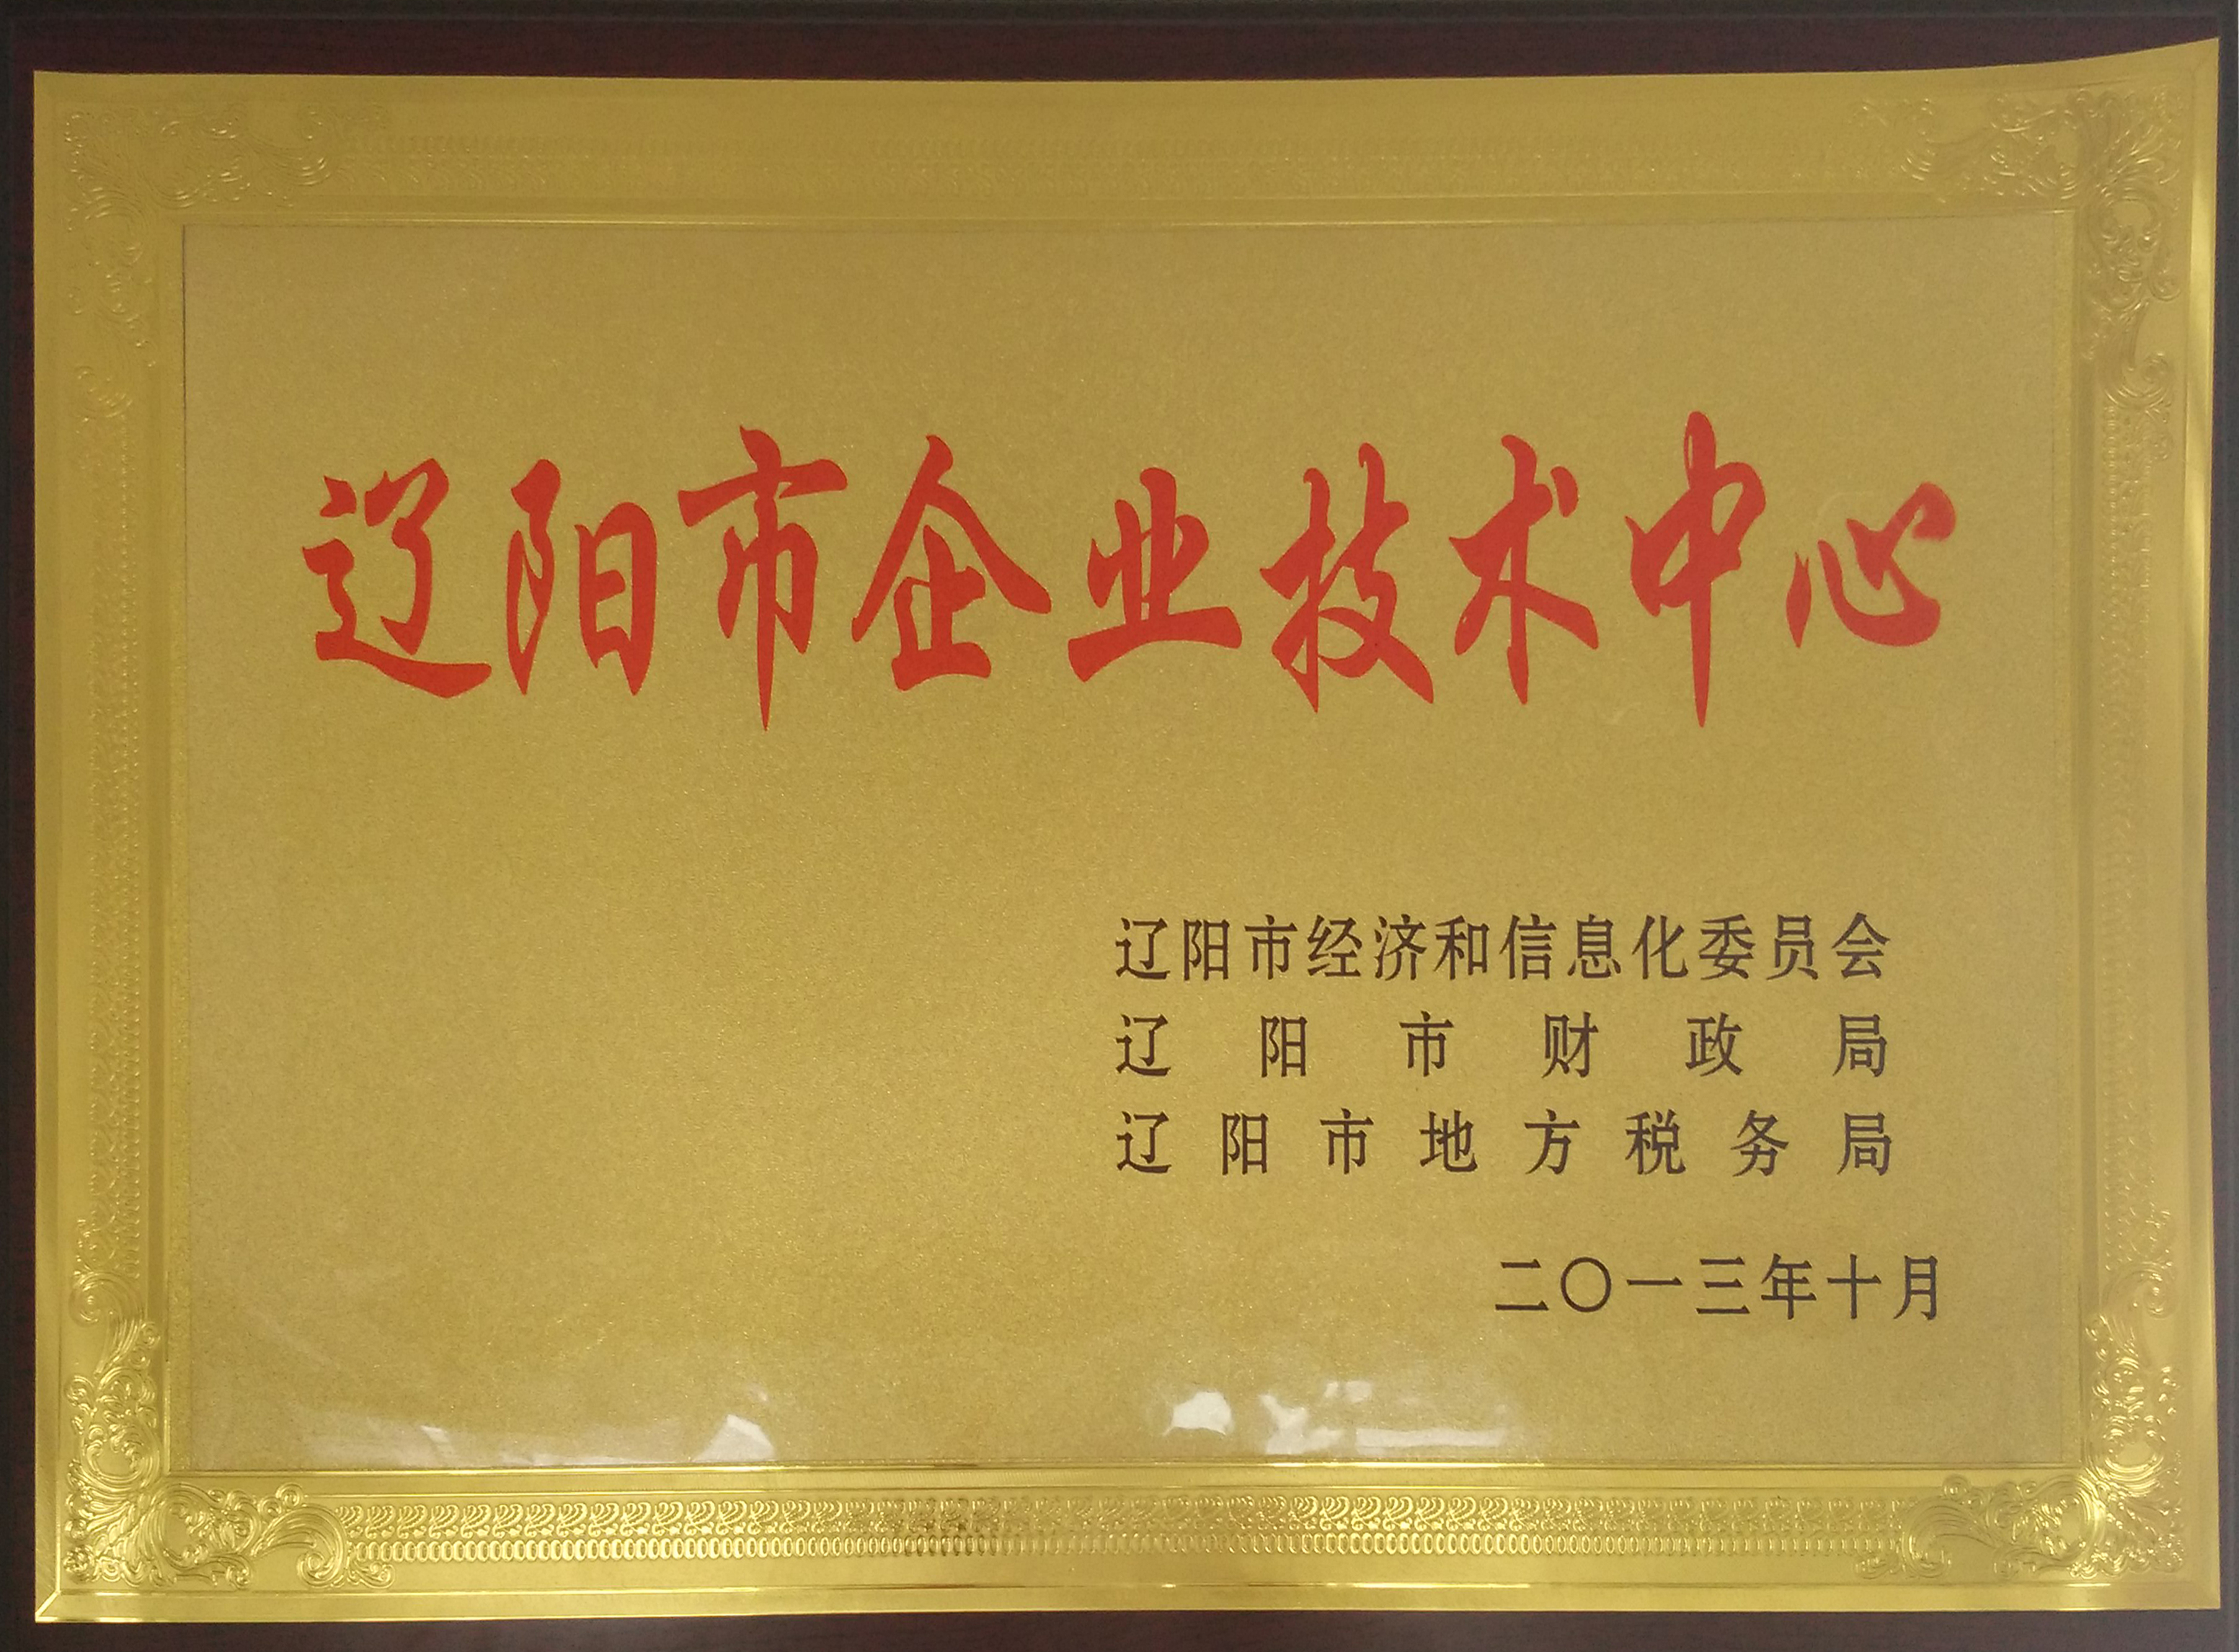 辽阳市企业技术中心
辽阳市经济和信息化委员会
辽阳市财政局
辽阳市地方税务局
二〇一三年十月